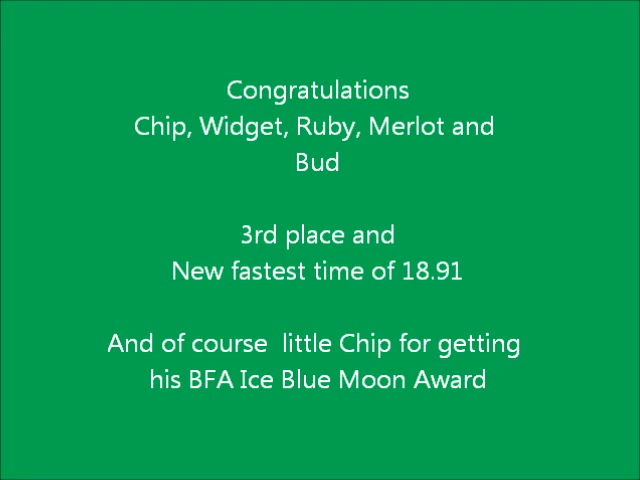 Congratulations
Chip, Widget, Ruby, Merlot and
Bud
3rd place and
New fastest time of 18.91
And of course  little Chip for getting
his BFA Ice Blue Moon Award